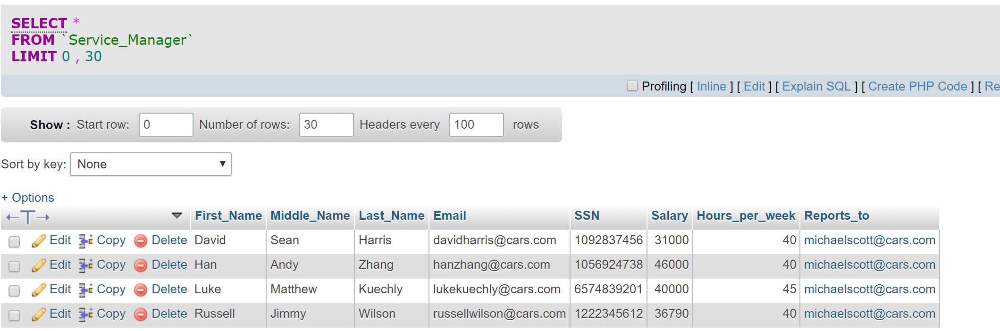 SELECT *
FROM `Service_Manager`
LIMIT 0 , 30
Profiling [ Inline ] [ Edit ] [ Explain SQL ] [ Create PHP Code ] [ Re
Show : Start row: 0 Number of rows: 30 Headers every 100 rows
Sort by key: None
+ Options
First_Name Middle_Name Last_Name Email SSN Salary Hours_per_week Reports_to
Edit Copy Delete David Sean Harris davidharris@cars.com 1092837456 31000 40 michaelscott@cars.com
Edit Copy Delete Han Andy Zhang hanzhang@cars.com 1056924738 46000 40 michaelscott@cars.com
Edit Copy Delete Luke Matthew Kuechly lukekuechly@cars.com 6574839201 40000 45 michaelscott@cars.com
Edit Copy Delete Russell Jimmy Wilson russellwilson@cars.com 1222345612 36790 40 michaelscott@cars.com